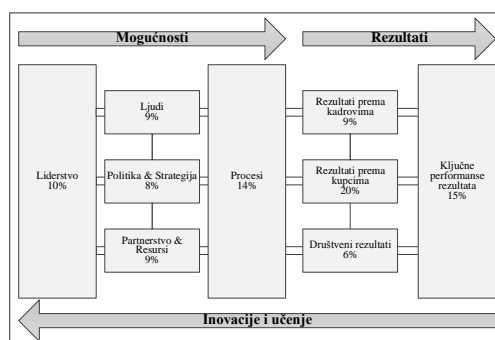 Mogućnosti
Rezultati
Liderstvo
10%
Ljudi
9%
Politika & Strategija
8%
Partnerstvo &
Resursi
9%
Procesi
14%
Rezultati prema
kadrovima
9%
Rezultati prema
kupcima
20%
Društveni rezultati
6%
Ključne
performanse
rezultata
15%
Inovacije i učenje